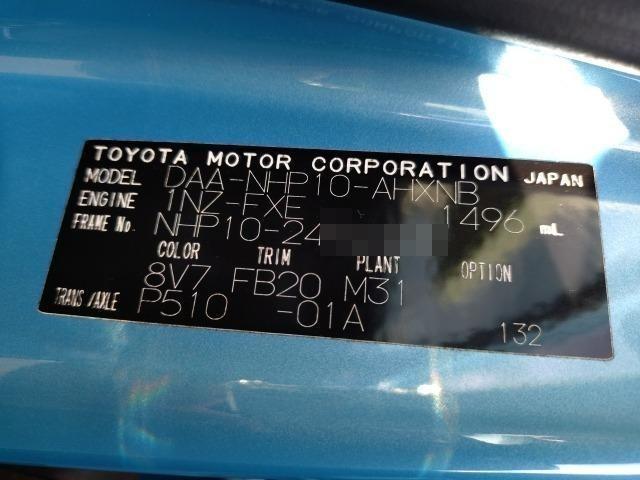 TOYOTA MOTOR CORPORATION JAPAN
MODEL DAA-NHP10-AHXNB
ENGINE 1NZ-FXE 1496 mL
FRAME No. NHP10-24
COLOR TRIM PLANT OPTION
8V7 FB20 M31
TRANS/AXLE P510 -01A
132